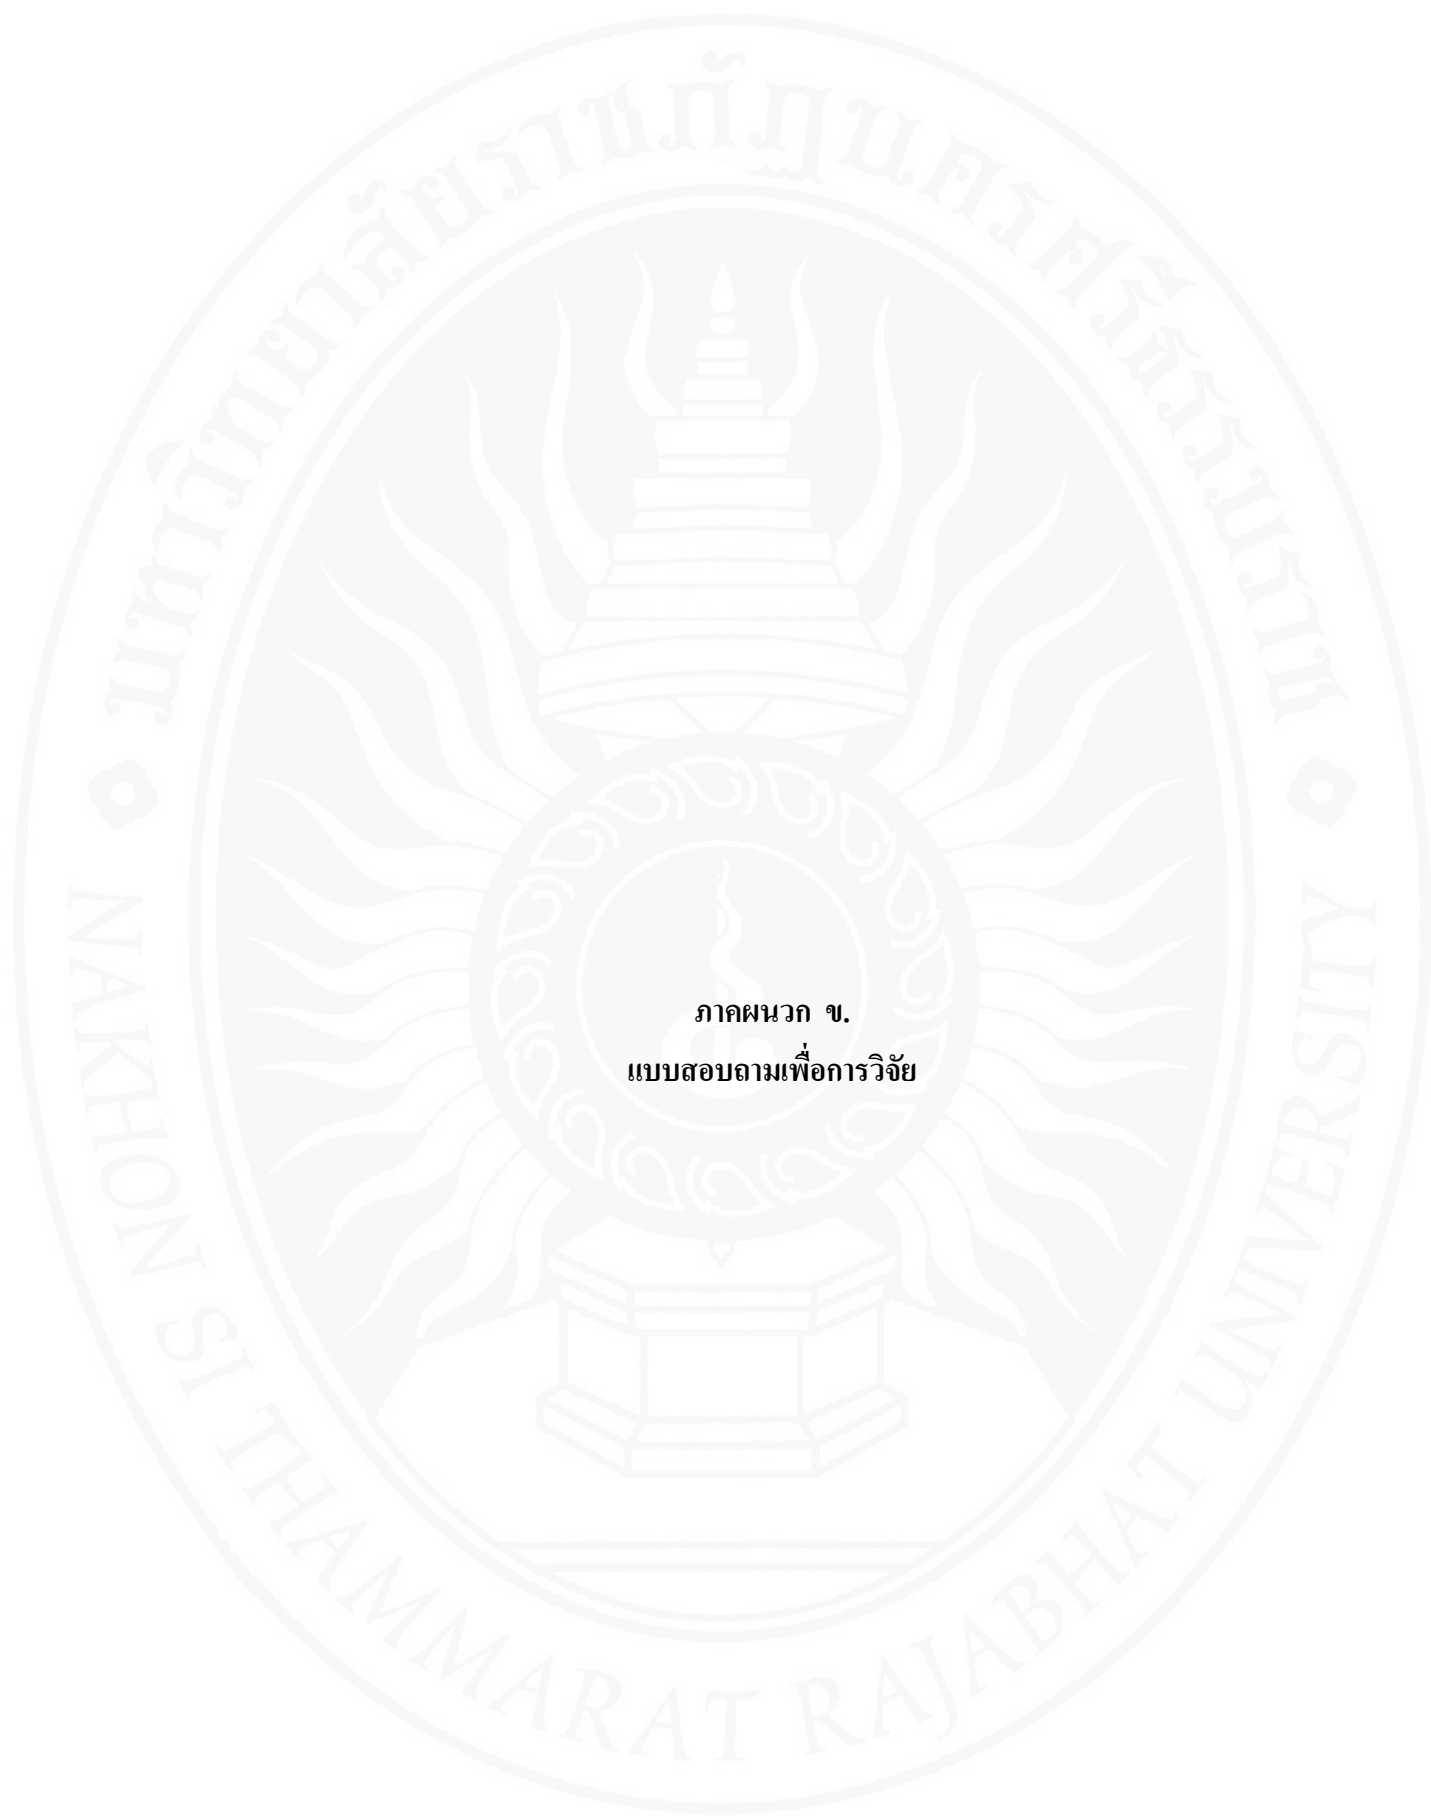 มหาวิทยาลัยราชภัฏนครศรีธรรมราช
ภาคผนวก ข.
แบบสอบถามเพื่อการวิจัย
NAKHON SI THAMMARAT RAJABHAT UNIVERSITY